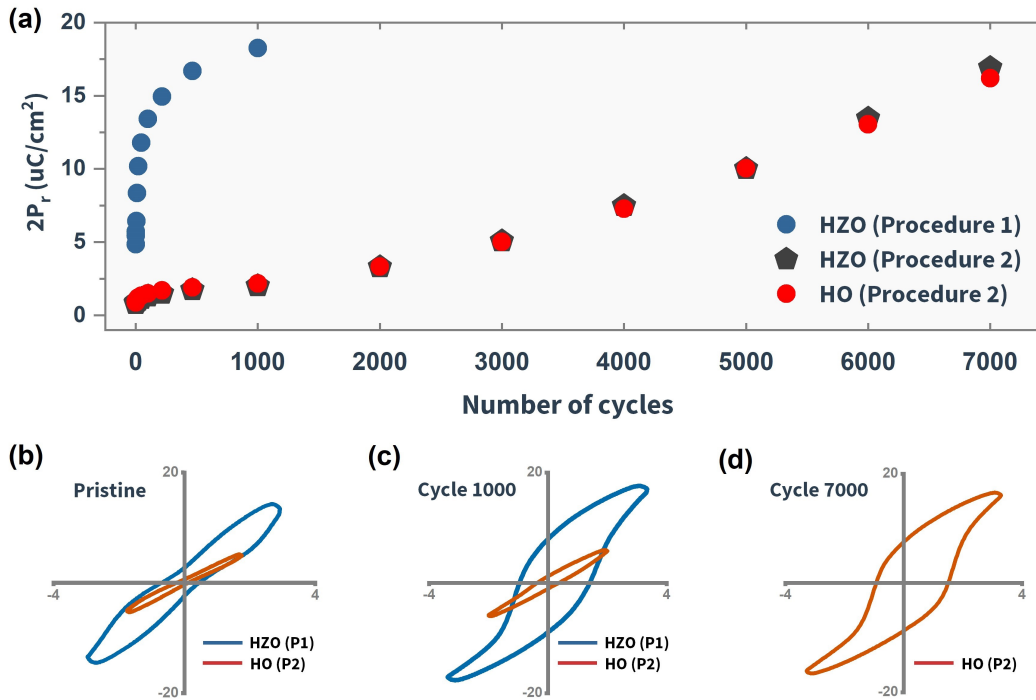 (a)
20
15
10
5
0
2Pr (uC/cm2)
HZO (Procedure 1)
HZO (Procedure 2)
HO (Procedure 2)
0 1000 2000 3000 4000 5000 6000 7000
Number of cycles
(b)
Pristine
20
-4
4
-20
HZO (P1)
HO (P2)
(c)
Cycle 1000
20
-4
4
-20
HZO (P1)
HO (P2)
(d)
Cycle 7000
20
-4
4
-20
HO (P2)